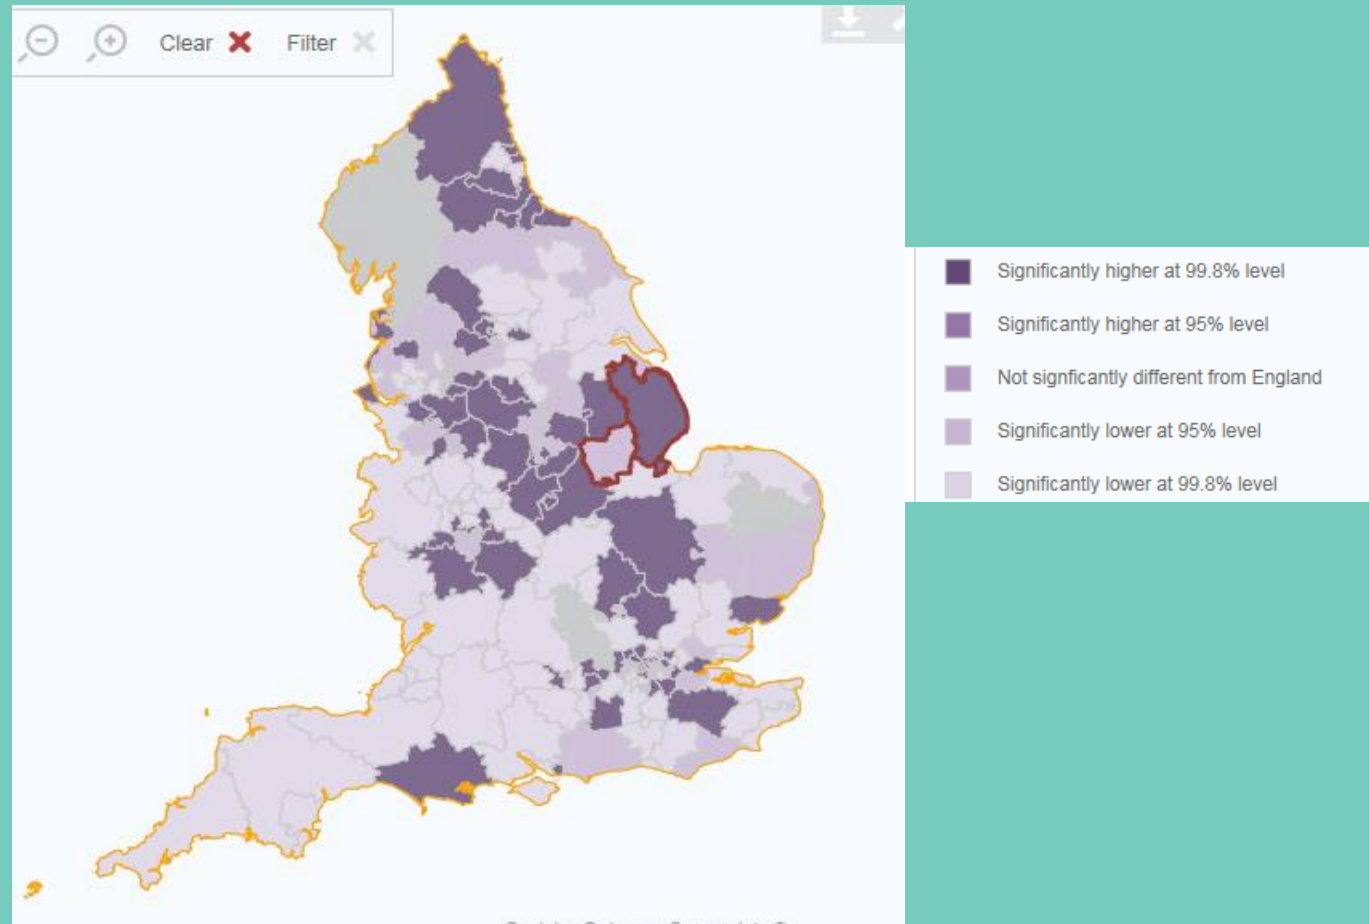 Clear
Filter
Significantly higher at 99.8% level
Significantly higher at 95% level
Not signficantly different from England
Significantly lower at 95% level
Significantly lower at 99.8% level